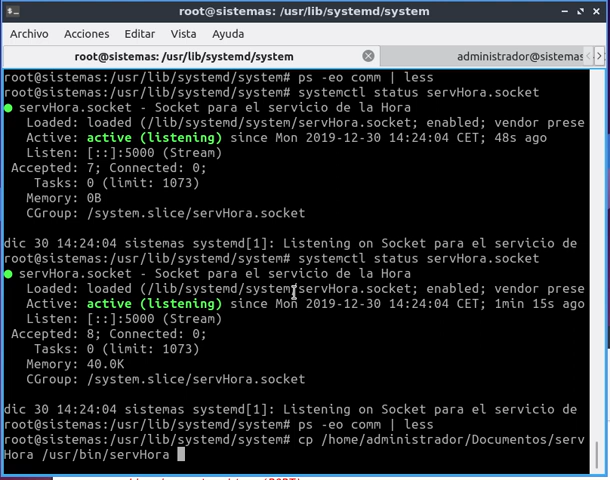 root@sistemas: /usr/lib/systemd/system
Archivo Acciones Editar Vista Ayuda
root@sistemas: /usr/lib/systemd/system administrador@sistemas:
root@sistemas:/usr/lib/systemd/system# ps -eo comm | less
root@sistemas:/usr/lib/systemd/system# systemctl status servHora.socket
● servHora.socket - Socket para el servicio de la Hora
Loaded: loaded (/lib/systemd/system/servHora.socket; enabled; vendor prese
Active: active (listening) since Mon 2019-12-30 14:24:04 CET; 48s ago
Listen: [::]:5000 (Stream)
Accepted: 7; Connected: 0;
Tasks: 0 (limit: 1073)
Memory: 0B
CGroup: /system.slice/servHora.socket
dic 30 14:24:04 sistemas systemd[1]: Listening on Socket para el servicio de
root@sistemas:/usr/lib/systemd/system# systemctl status servHora.socket
● servHora.socket - Socket para el servicio de la Hora
Loaded: loaded (/lib/systemd/system/servHora.socket; enabled; vendor prese
Active: active (listening) since Mon 2019-12-30 14:24:04 CET; 1min 15s ago
Listen: [::]:5000 (Stream)
Accepted: 8; Connected: 0;
Tasks: 0 (limit: 1073)
Memory: 40.0K
CGroup: /system.slice/servHora.socket
dic 30 14:24:04 sistemas systemd[1]: Listening on Socket para el servicio de
root@sistemas:/usr/lib/systemd/system# ps -eo comm | less
root@sistemas:/usr/lib/systemd/system# cp /home/administrador/Documentos/serv
Hora /usr/bin/servHora